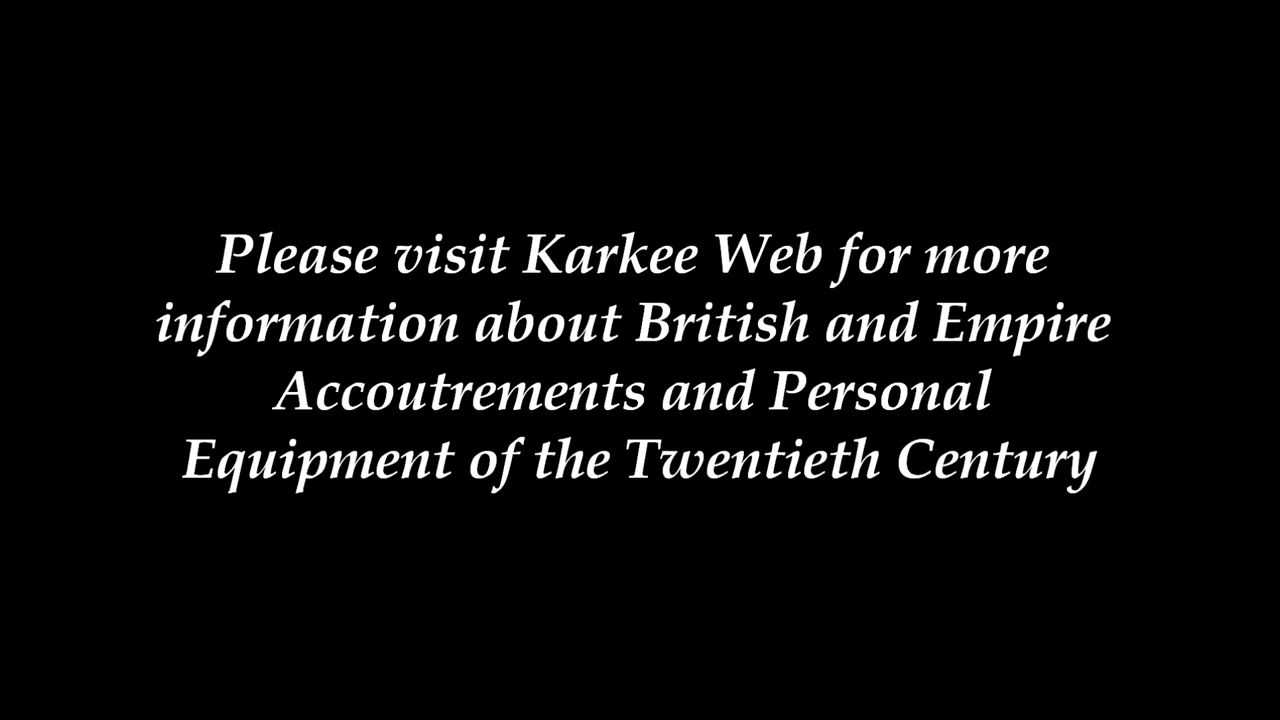 Please visit Karkee Web for more
information about British and Empire
Accoutrements and Personal
Equipment of the Twentieth Century